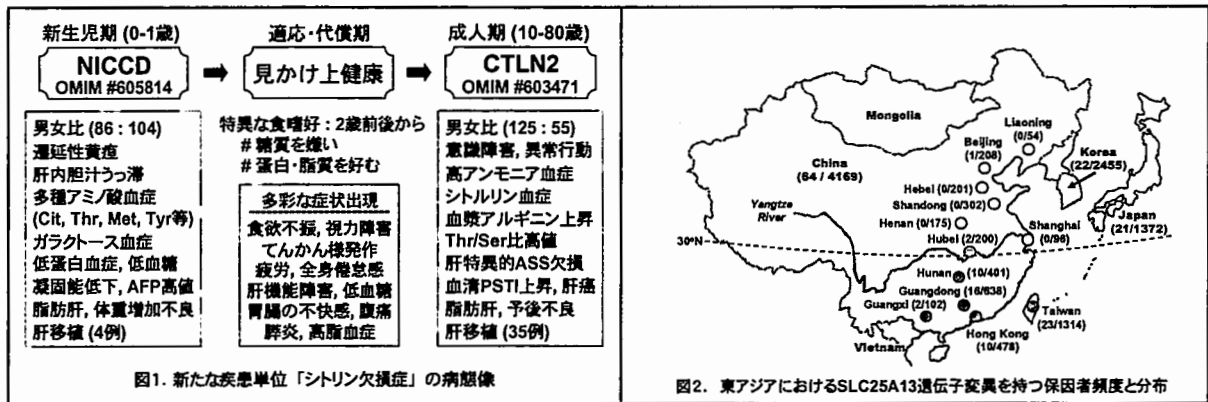 新生児期 (0-1歳)
NICCD
OMIM #605814
男女比 (86 : 104)
遷延性黄疸
肝内胆汁うっ滞
多種アミノ酸血症
(Cit, Thr, Met, Tyr等)
ガラクトース血症
低蛋白血症, 低血糖
凝固能低下, AFP高値
脂肪肝, 体重増加不良
肝移植 (4例)
適応・代償期
見かけ上健康
特異な食嗜好 : 2歳前後から
# 糖質を嫌い
# 蛋白・脂質を好む
多彩な症状出現
食欲不振, 視力障害
てんかん様発作
疲労, 全身倦怠感
肝機能障害, 低血糖
胃腸の不快感, 腹痛
膵炎, 高脂血症
成人期 (10-80歳)
CTLN2
OMIM #603471
男女比 (125 : 55)
意識障害, 異常行動
高アンモニア血症
シトルリン血症
血漿アルギニン上昇
Thr/Ser比高値
肝特異的ASS欠損
血清PSTI上昇, 肝癌
脂肪肝, 予後不良
肝移植 (35例)
図1. 新たな疾患単位「シトリン欠損症」の病態像
Mongolia
Liaoning
(0/54)
Beijing
(1/208)
Korea
(22/2455)
China
(64 / 4169)
Hebei (0/201)
Shandong (0/302)
Yangtze
River
Henan (0/175)
Shanghai
(0/96)
Japan
(21/1372)
30°N
Hubei (2/200)
Hunan (10/401)
Guangdong (16/638)
Guangxi (2/102)
Taiwan
(23/1314)
Vietnam
Hong Kong
(10/478)
図2. 東アジアにおけるSLC25A13遺伝子変異を持つ保因者頻度と分布